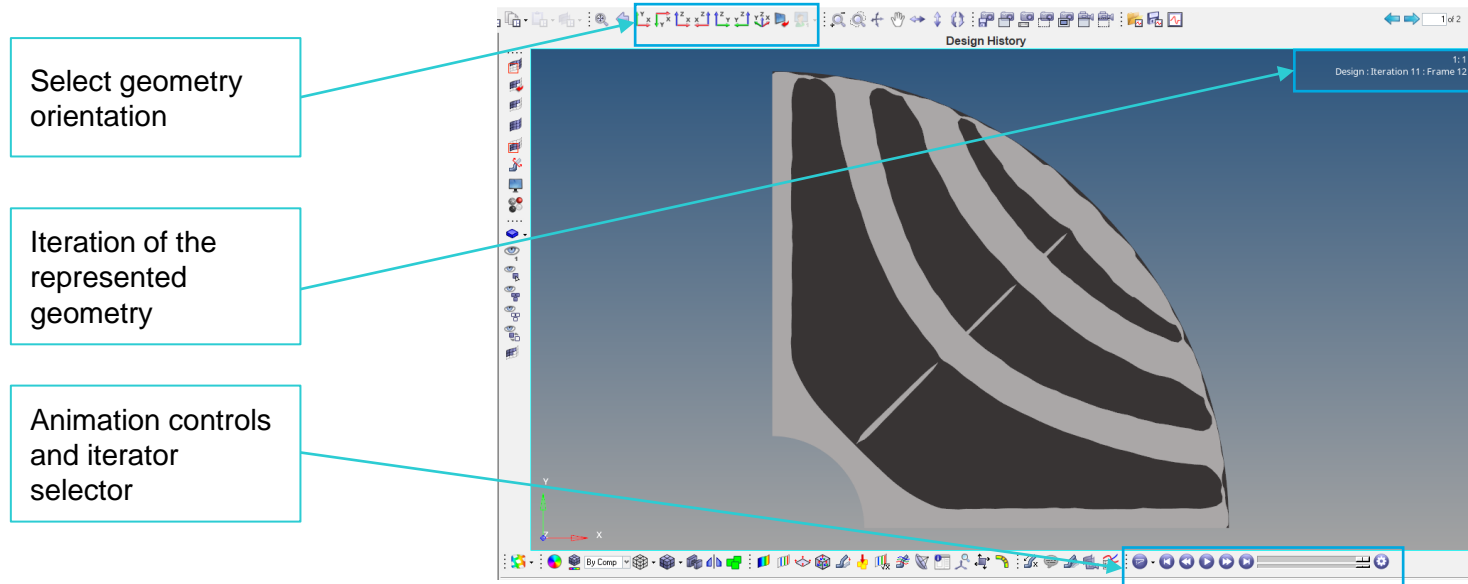 Select geometry
orientation
Iteration of the
represented
geometry
Animation controls
and iterator
selector
1 of 2
Design History
1: 1
Design : Iteration 11 : Frame 12
Y
Z
X
By Comp